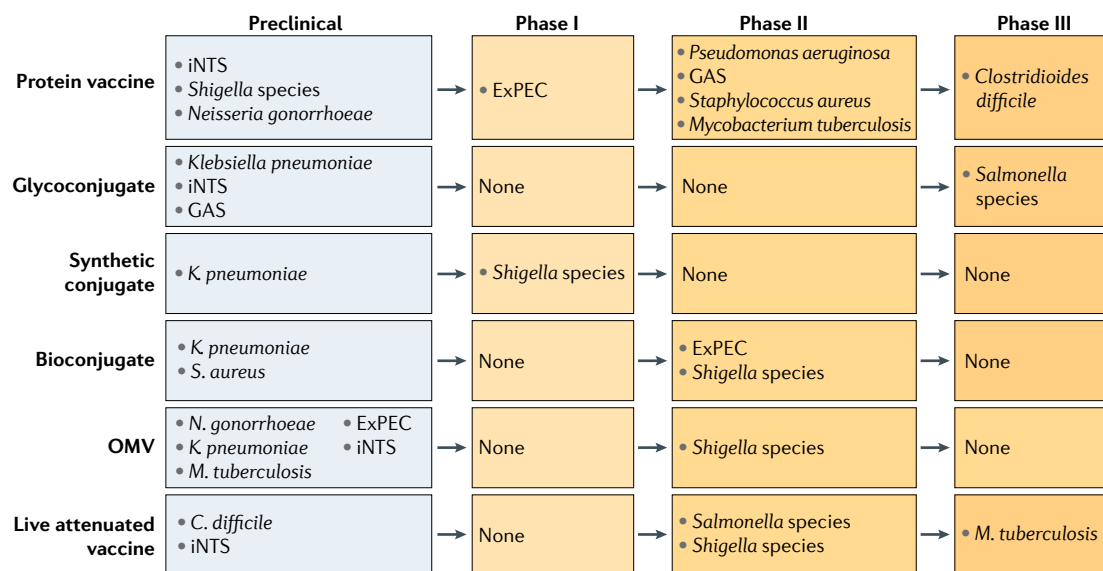 Preclinical Phase I Phase II Phase III
Protein vaccine
• iNTS
• Shigella species
• Neisseria gonorrhoeae
• ExPEC
• Pseudomonas aeruginosa
• GAS
• Staphylococcus aureus
• Mycobacterium tuberculosis
• Clostridioides
difficile
Glycoconjugate
• Klebsiella pneumoniae
• iNTS
• GAS
None
None
• Salmonella
species
Synthetic
conjugate
• K. pneumoniae
• Shigella species
None
None
Bioconjugate
• K. pneumoniae
• S. aureus
None
• ExPEC
• Shigella species
None
OMV
• N. gonorrhoeae
• K. pneumoniae
• M. tuberculosis
• ExPEC
• iNTS
None
• Shigella species
None
Live attenuated
vaccine
• C. difficile
• iNTS
None
• Salmonella species
• Shigella species
• M. tuberculosis